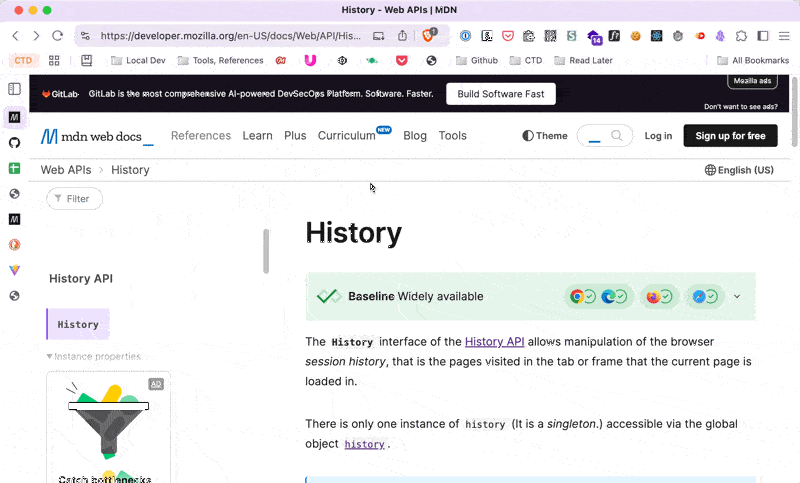 History - Web APIs | MDN
https://developer.mozilla.org/en-US/docs/Web/API/His...
14
CTD
Local Dev
Tools, References
Github
CTD
Read Later
All Bookmarks
GitLab
GitLab is the most comprehensive AI-powered DevSecOps Platform. Software. Faster.
Build Software Fast
Mozilla ads
Don't want to see ads?
mdn web docs_
References
Learn
Plus
Curriculum
NEW
Blog
Tools
Theme
Log in
Sign up for free
Web APIs > History
English (US)
Filter
History API
History
Instance properties
AD
Catch bottlenecks
History
Baseline Widely available
The History interface of the History API allows manipulation of the browser
session history, that is the pages visited in the tab or frame that the current page is
loaded in.
There is only one instance of history (It is a singleton.) accessible via the global
object history.